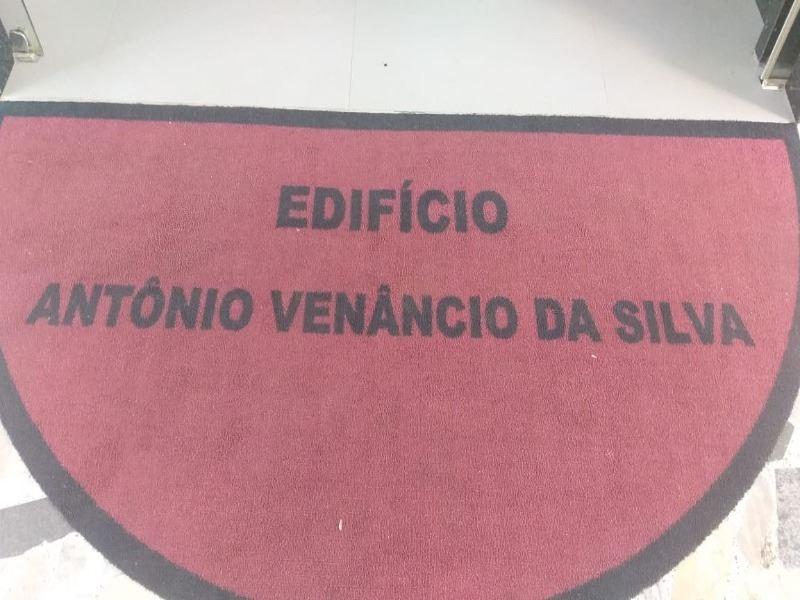 EDIFÍCIO
ANTÔNIO VENÂNCIO DA SILVA